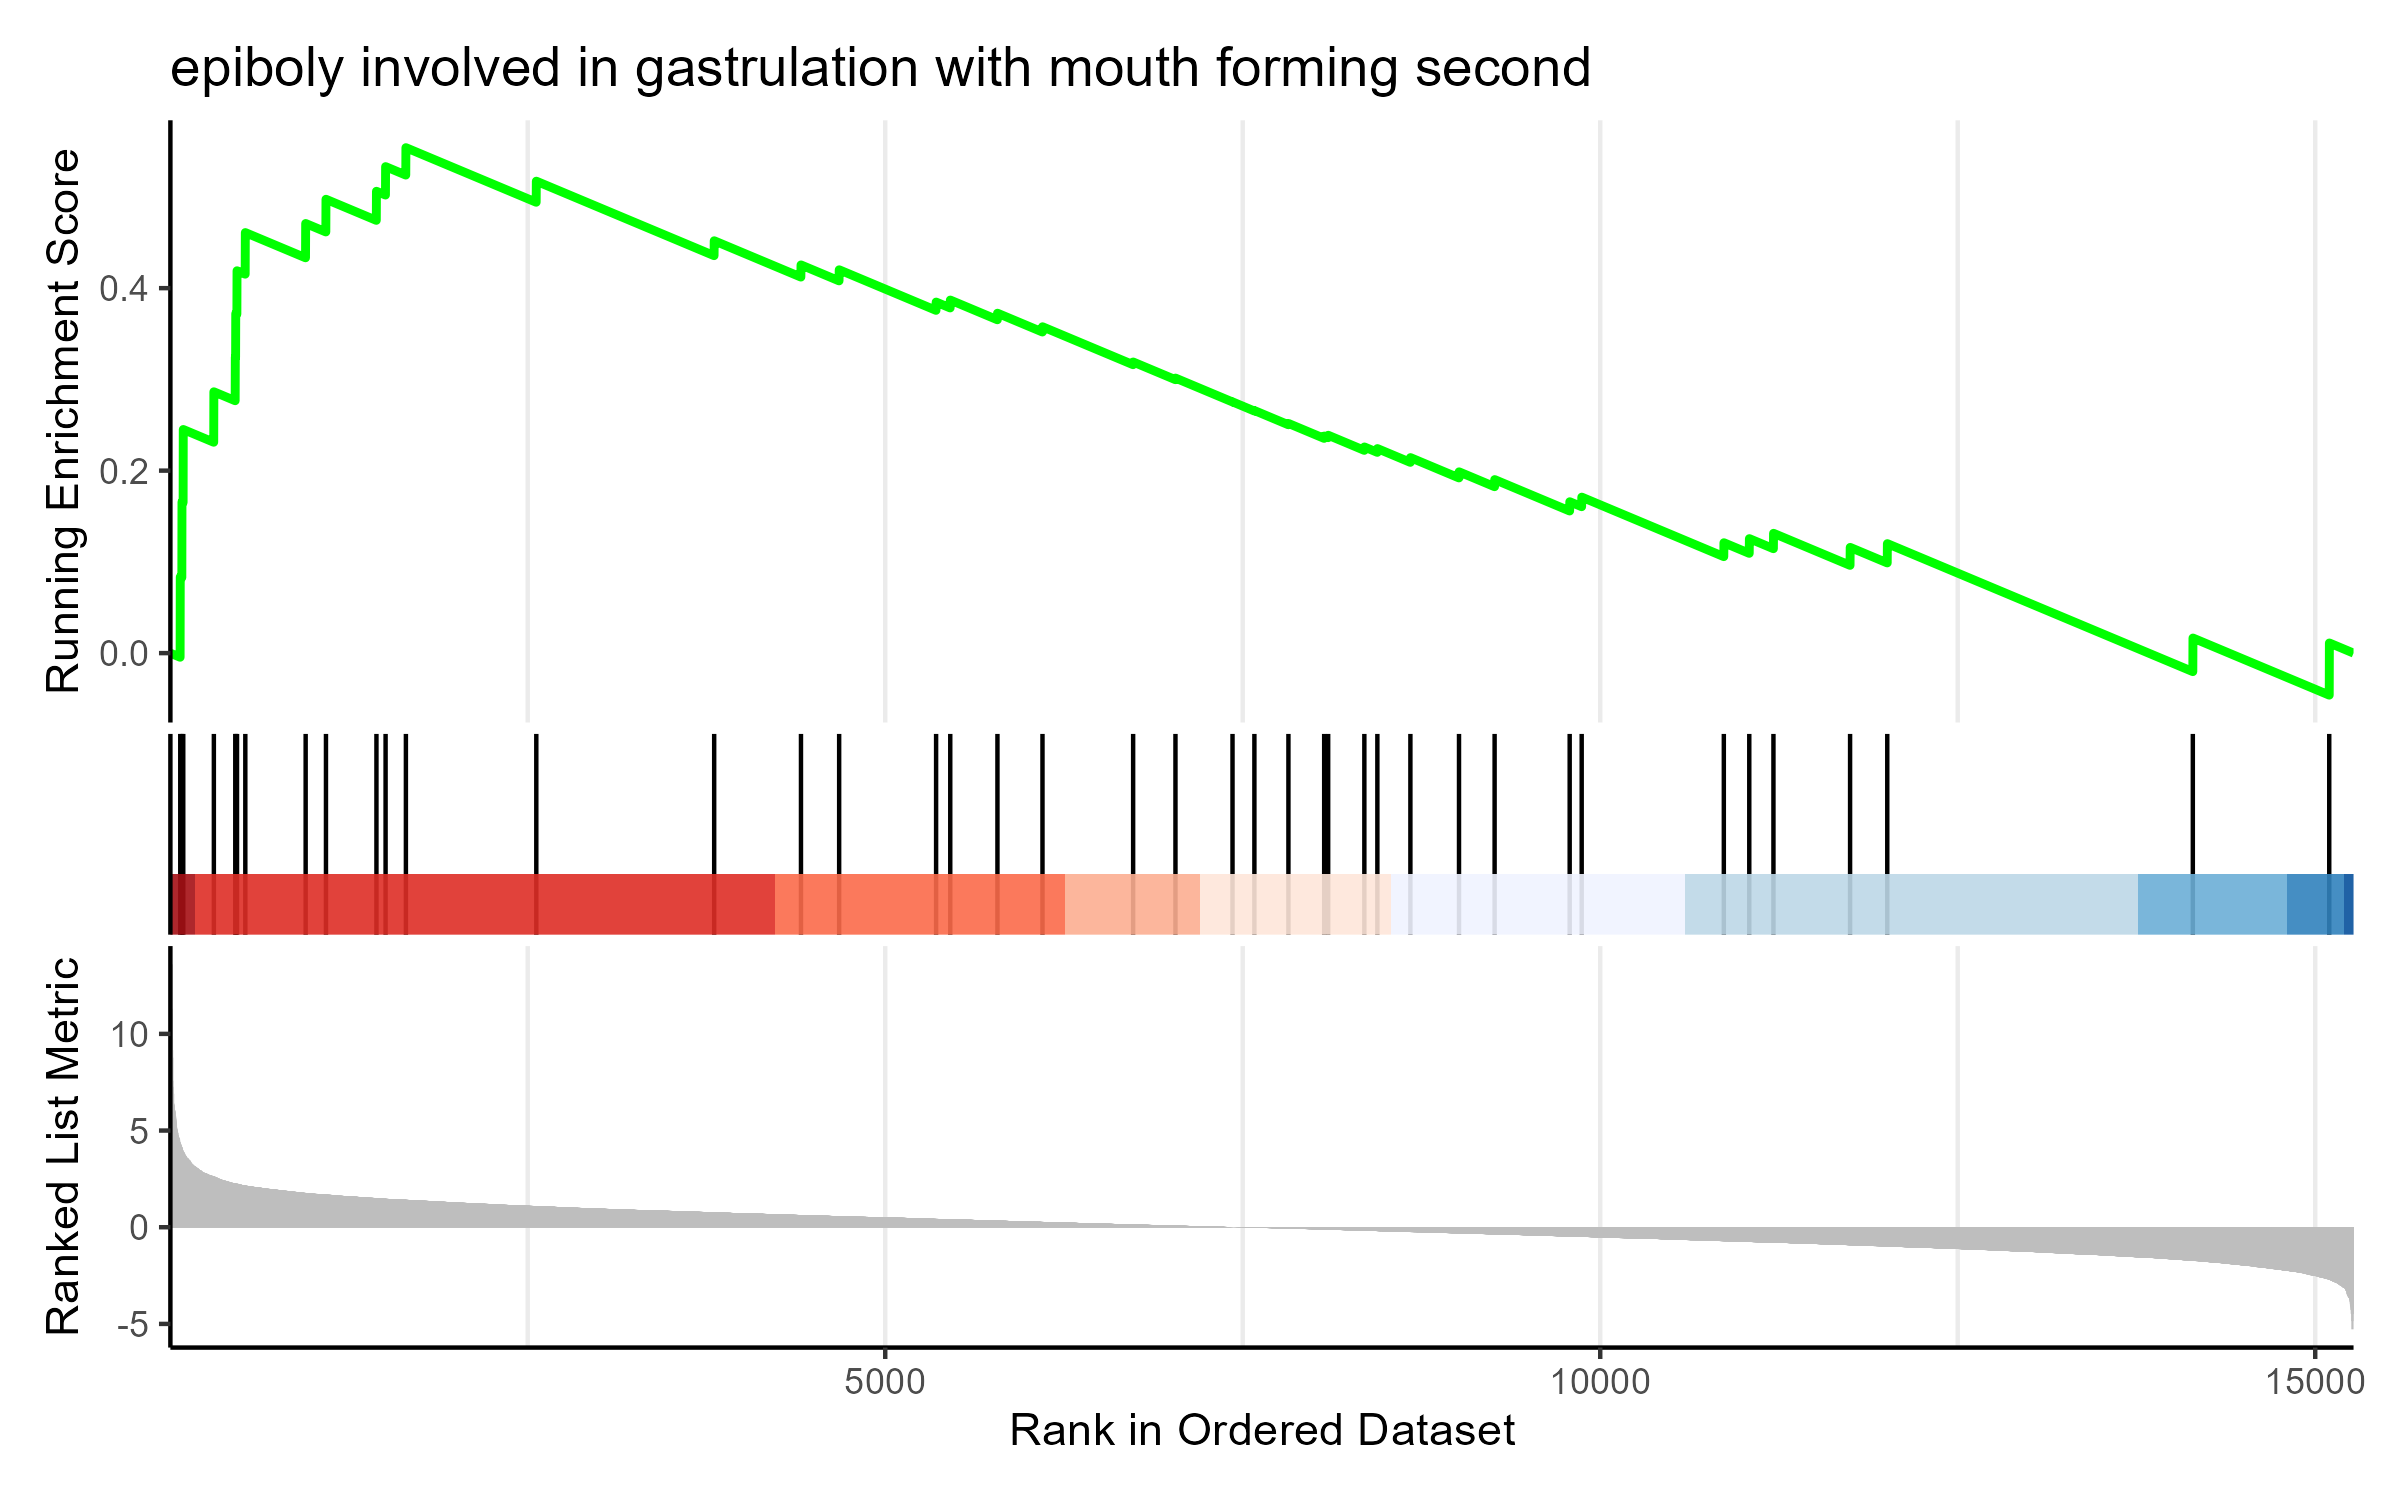 epiboly involved in gastrulation with mouth forming second
Running Enrichment Score
0.4
0.2
0.0
Ranked List Metric
10
5
0
-5
5000
10000
15000
Rank in Ordered Dataset